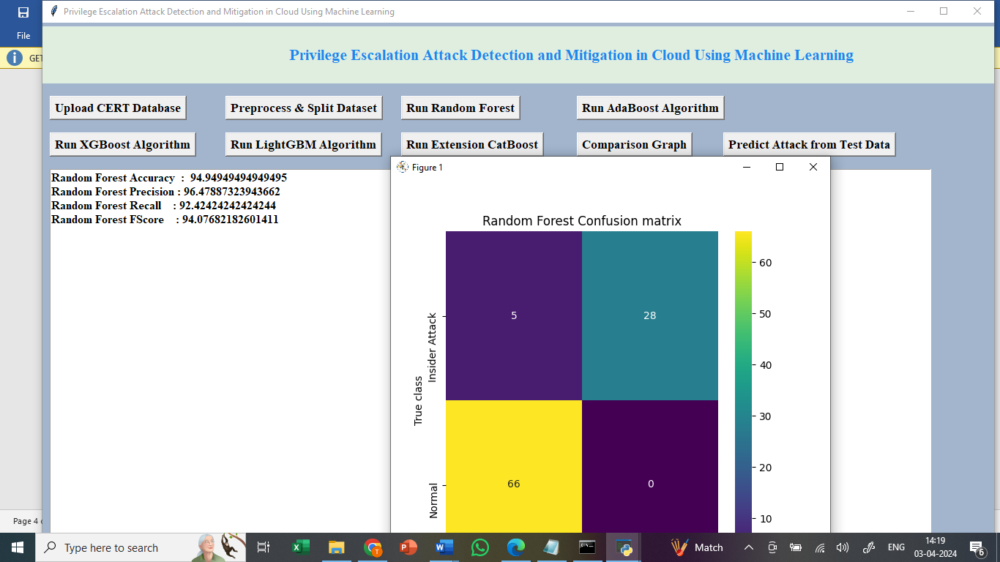 Privilege Escalation Attack Detection and Mitigation in Cloud Using Machine Learning
File
GET
Privilege Escalation Attack Detection and Mitigation in Cloud Using Machine Learning
Upload CERT Database
Preprocess & Split Dataset
Run Random Forest
Run AdaBoost Algorithm
Run XGBoost Algorithm
Run LightGBM Algorithm
Run Extension CatBoost
Comparison Graph
Predict Attack from Test Data
Random Forest Accuracy : 94.94949494949495
Random Forest Precision : 96.47887323943662
Random Forest Recall : 92.42424242424244
Random Forest FScore : 94.07682182601411
Figure 1
Random Forest Confusion matrix
5
28
66
0
Insider Attack
Normal
True class
60
50
40
30
20
10
Page 4
Type here to search
Match
ENG
14:19
03-04-2024
6